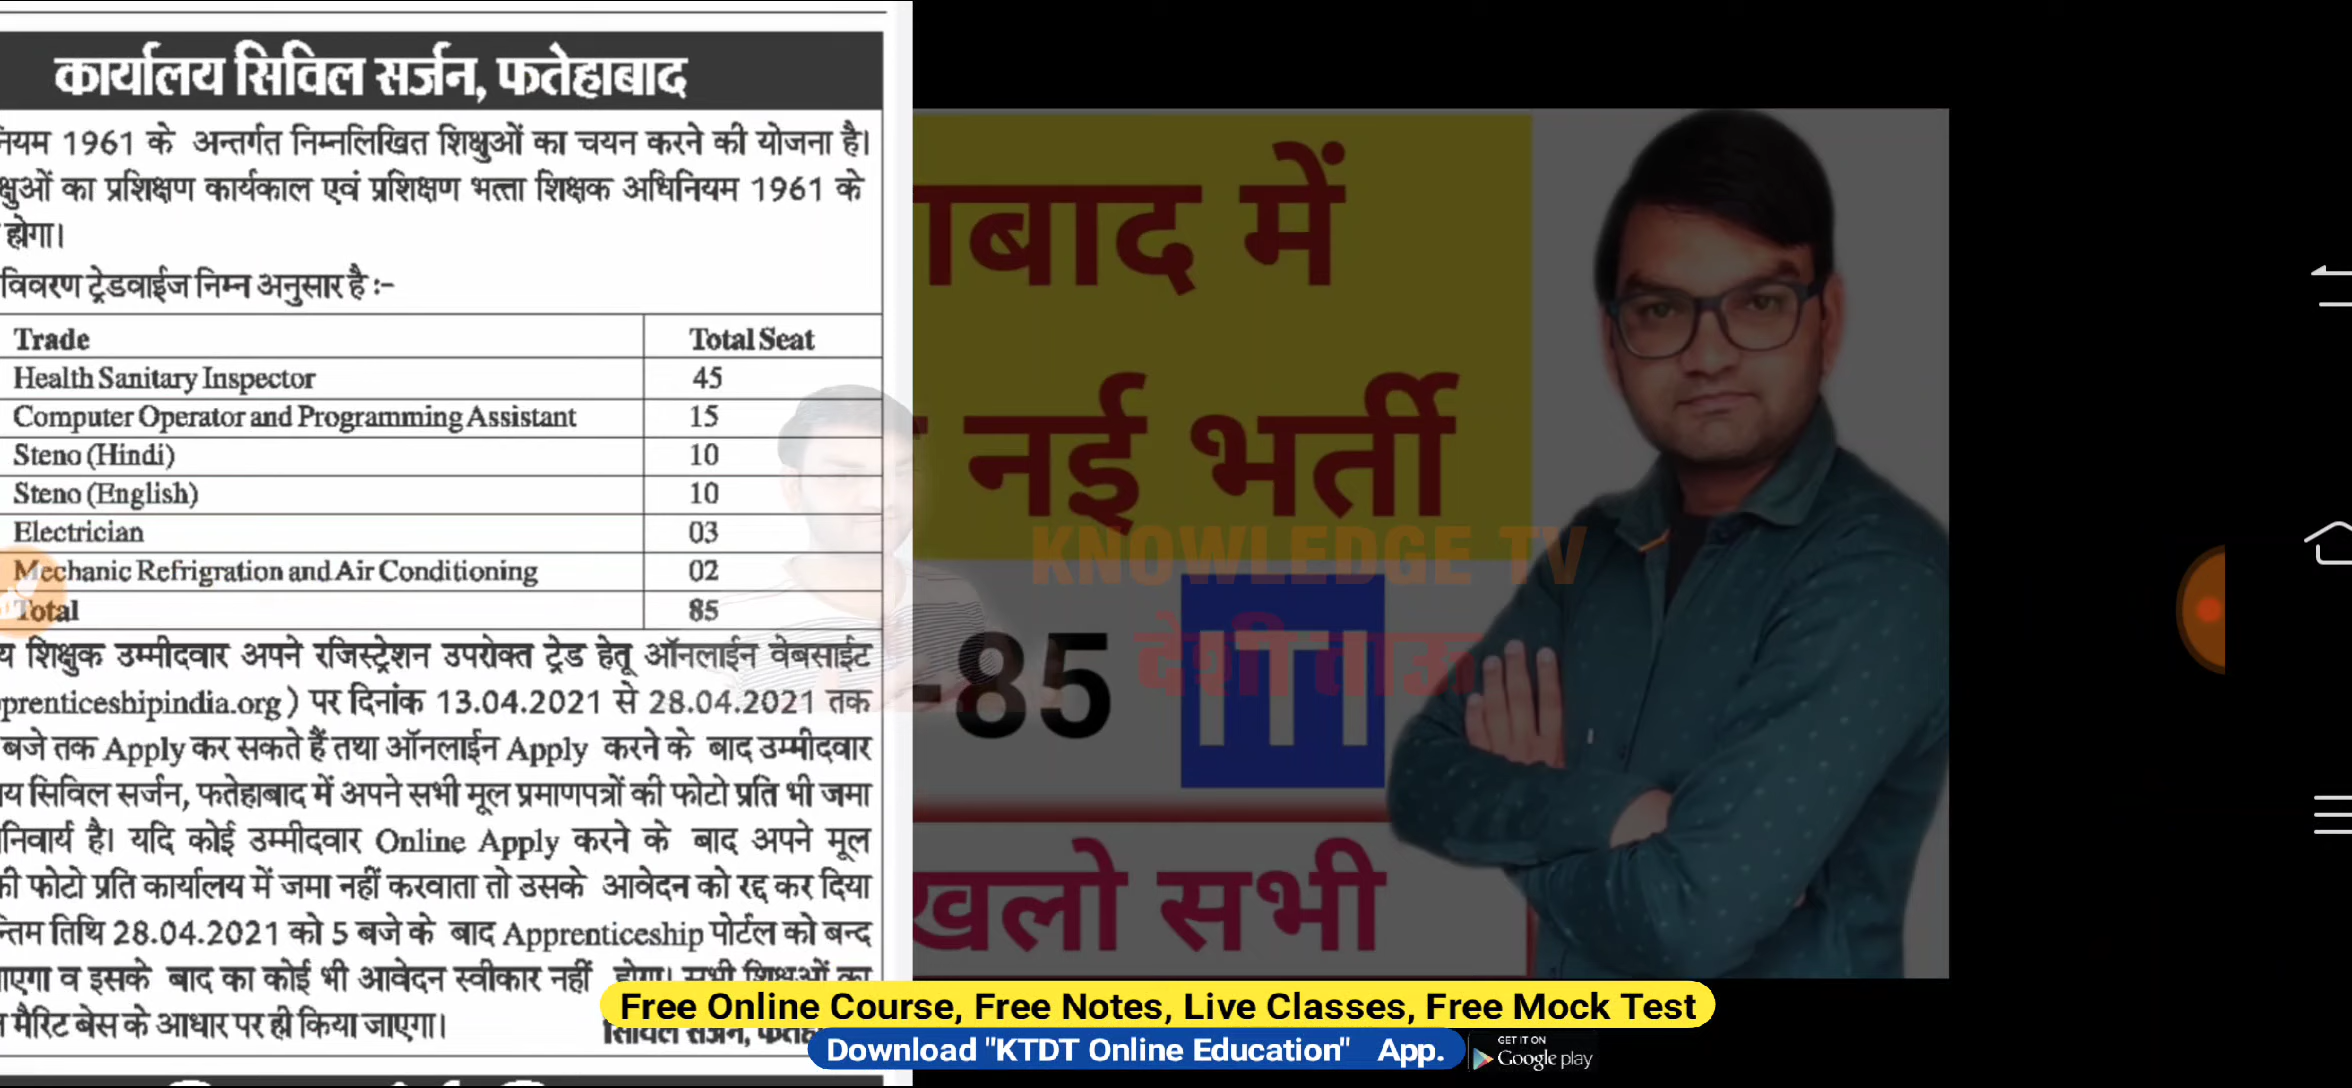 कार्यालय सिविल सर्जन, फतेहाबाद
नियम 1961 के अन्तर्गत निम्नलिखित शिक्षुओं का चयन करने की योजना है।
क्षुओं का प्रशिक्षण कार्यकाल एवं प्रशिक्षण भत्ता शिक्षक अधिनियम 1961 के
होगा।
विवरण ट्रेडवाईज निम्न अनुसार है :-
Trade Total Seat
Health Sanitary Inspector 45
Computer Operator and Programming Assistant 15
Steno (Hindi) 10
Steno (English) 10
Electrician 03
Mechanic Refrigration and Air Conditioning 02
Total 85
य शिक्षुक उम्मीदवार अपने रजिस्ट्रेशन उपरोक्त ट्रेड हेतू ऑनलाईन वेबसाईट
prenticeshipindia.org) पर दिनांक 13.04.2021 से 28.04.2021 तक
बजे तक Apply कर सकते हैं तथा ऑनलाईन Apply करने के बाद उम्मीदवार
य सिविल सर्जन, फतेहाबाद में अपने सभी मूल प्रमाणपत्रों की फोटो प्रति भी जमा
निवार्य है। यदि कोई उम्मीदवार Online Apply करने के बाद अपने मूल
की फोटो प्रति कार्यालय में जमा नहीं करवाता तो उसके आवेदन को रद्द कर दिया
न्तिम तिथि 28.04.2021 को 5 बजे के बाद Apprenticeship पोर्टल को बन्द
ाएगा व इसके बाद का कोई भी आवेदन स्वीकार नहीं होगा। सभी शिक्षुओं का
मैरिट बेस के आधार पर ही किया जाएगा।
सिविल सर्जन, फतेह
ाबाद में
नई भर्ती
KNOWLEDGE TV
देशी ताऊ
-85 ITI
खलो सभी
Free Online Course, Free Notes, Live Classes, Free Mock Test
Download "KTDT Online Education" App.
GET IT ON
Google play